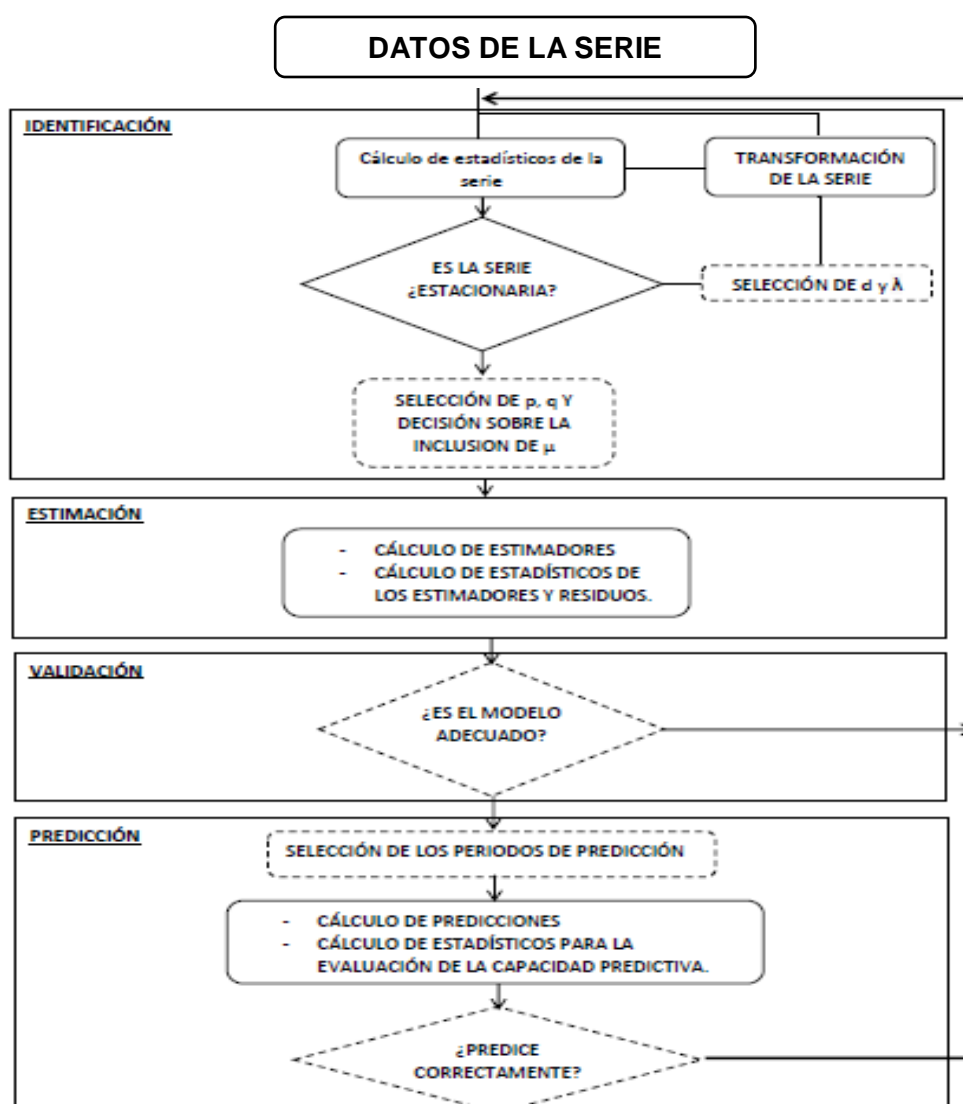 DATOS DE LA SERIE
IDENTIFICACIÓN
Cálculo de estadísticos de la
serie
TRANSFORMACIÓN
DE LA SERIE
ES LA SERIE
¿ESTACIONARIA?
SELECCIÓN DE d y λ
SELECCIÓN DE p, q Y
DECISIÓN SOBRE LA
INCLUSION DE µ
ESTIMACIÓN
- CÁLCULO DE ESTIMADORES
- CÁLCULO DE ESTADÍSTICOS DE
LOS ESTIMADORES Y RESIDUOS.
VALIDACIÓN
¿ES EL MODELO
ADECUADO?
PREDICCIÓN
SELECCIÓN DE LOS PERIODOS DE PREDICCIÓN
- CÁLCULO DE PREDICCIONES
- CÁLCULO DE ESTADÍSTICOS PARA LA
EVALUACIÓN DE LA CAPACIDAD PREDICTIVA.
¿PREDICE
CORRECTAMENTE?